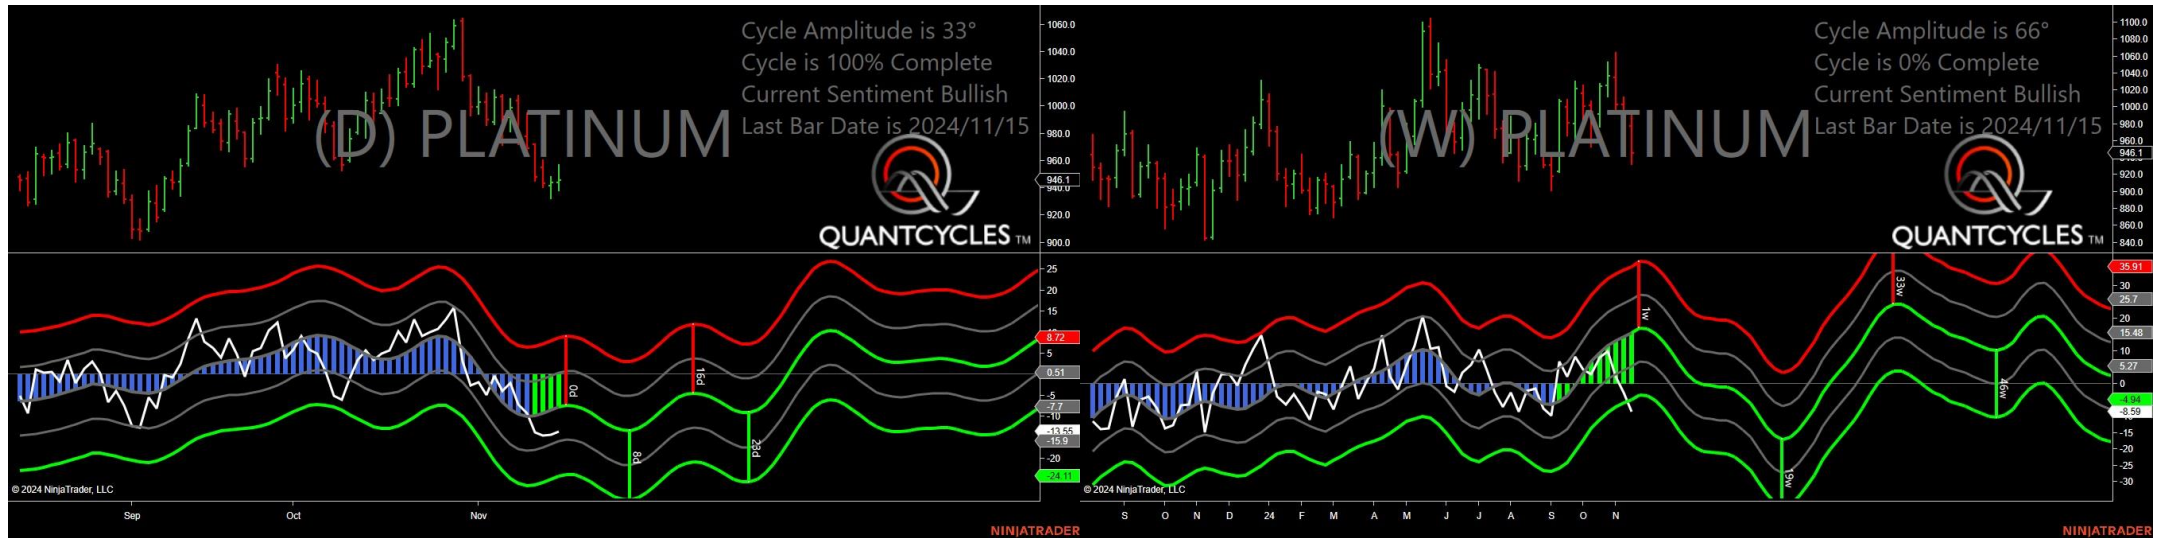 Cycle Amplitude is 33°
Cycle is 100% Complete
Current Sentiment Bullish
Last Bar Date is 2024/11/15
(D) PLATINUM
QUANTCYCLES TM
1060.0
1040.0
1020.0
1000.0
980.0
960.0
946.1
940.0
920.0
900.0
25
20
15
8.72
5
0.51
-5
-7.7
-10
-13.55
-15.9
-20
-24.11
0d
8d
16d
23d
© 2024 NinjaTrader, LLC
Sep
Oct
Nov
NINJATRADER
Cycle Amplitude is 66°
Cycle is 0% Complete
Current Sentiment Bullish
Last Bar Date is 2024/11/15
(W) PLATINUM
QUANTCYCLES TM
1100.0
1080.0
1060.0
1040.0
1020.0
1000.0
980.0
960.0
946.1
920.0
900.0
880.0
860.0
840.0
35.91
30
25.7
20
15.48
10
5.27
0
-4.94
-8.59
-15
-20
-25
-30
1w
19w
33w
46w
© 2024 NinjaTrader, LLC
S
O
N
D
24
F
M
A
M
J
J
A
S
O
N
NINJATRADER